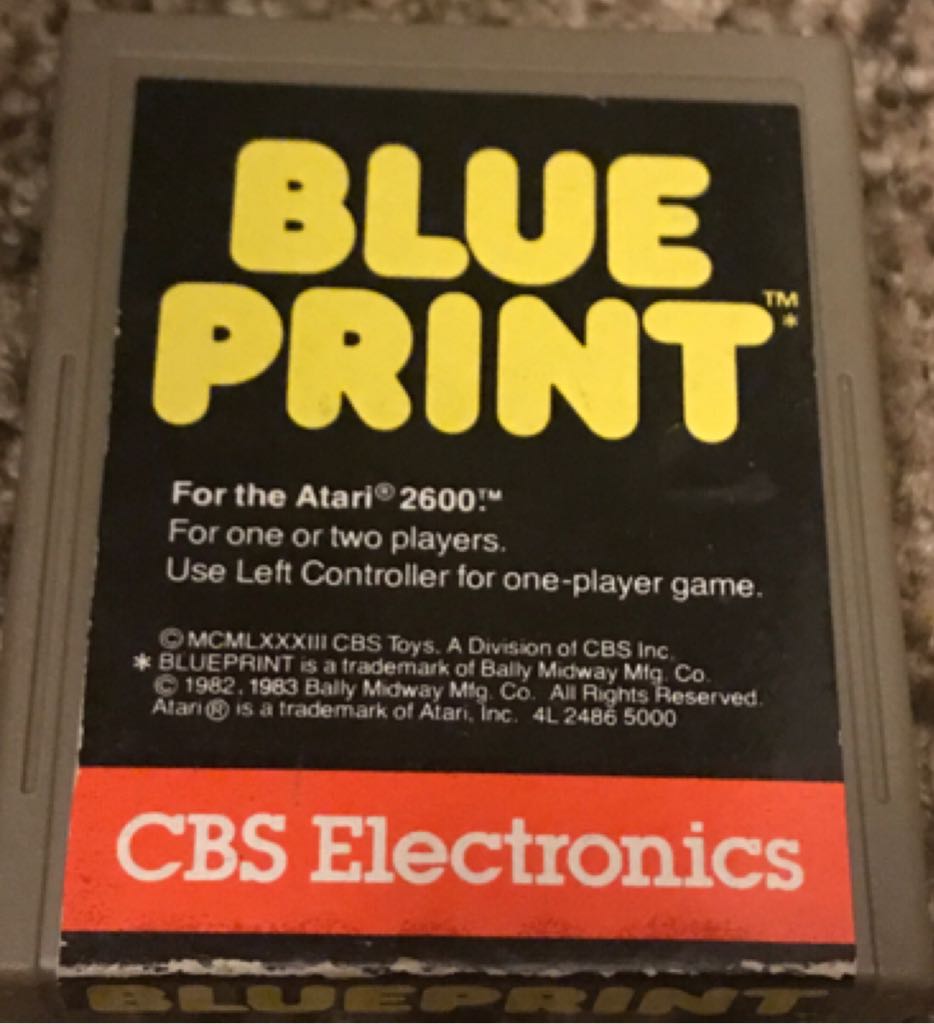 BLUE
PRINT™*
For the Atari® 2600.™
For one or two players.
Use Left Controller for one-player game.
© MCMLXXXIII CBS Toys, A Division of CBS Inc.
* BLUEPRINT is a trademark of Bally Midway Mfg. Co.
© 1982, 1983 Bally Midway Mfg. Co. All Rights Reserved.
Atari® is a trademark of Atari, Inc. 4L 2486 5000
CBS Electronics
BLUEPRINT